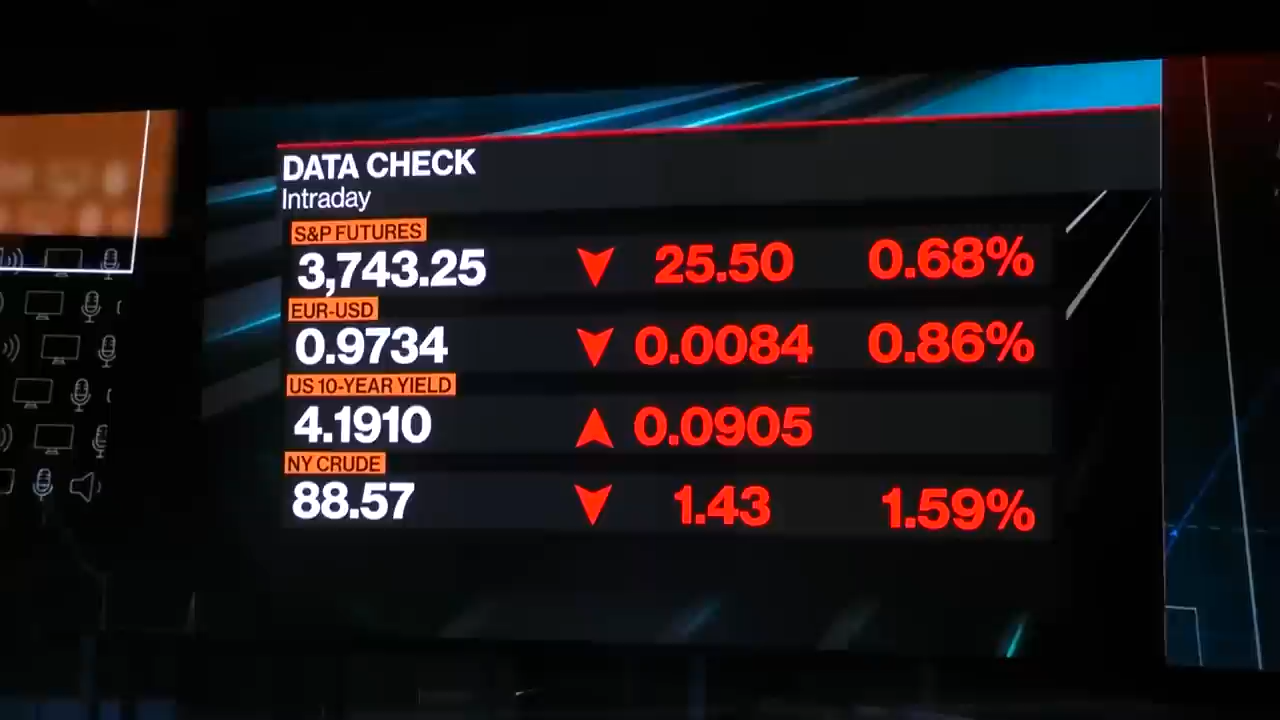 DATA CHECK
Intraday
S&P FUTURES
3,743.25 ▼ 25.50 0.68%
EUR-USD
0.9734 ▼ 0.0084 0.86%
US 10-YEAR YIELD
4.1910 ▲ 0.0905
NY CRUDE
88.57 ▼ 1.43 1.59%